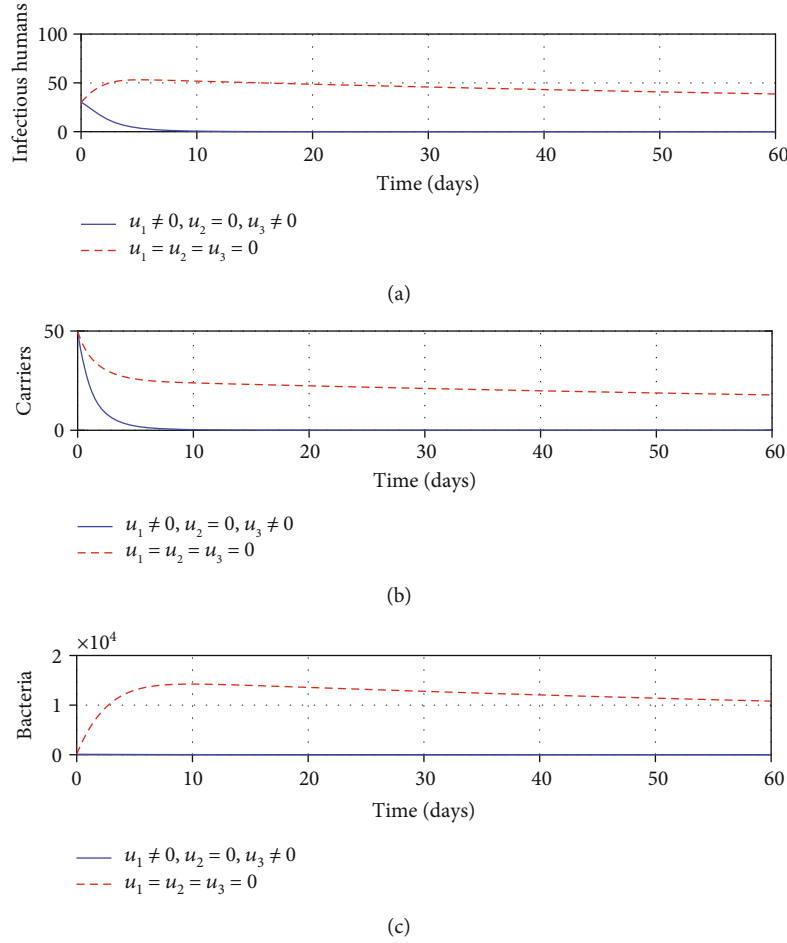 Infectious humans
100
50
0
0 10 20 30 40 50 60
Time (days)
u₁ ≠ 0, u₂ = 0, u₃ ≠ 0
u₁ = u₂ = u₃ = 0
(a)
Carriers
50
0
0 10 20 30 40 50 60
Time (days)
u₁ ≠ 0, u₂ = 0, u₃ ≠ 0
u₁ = u₂ = u₃ = 0
(b)
×10⁴
Bacteria
2
1
0
0 10 20 30 40 50 60
Time (days)
u₁ ≠ 0, u₂ = 0, u₃ ≠ 0
u₁ = u₂ = u₃ = 0
(c)